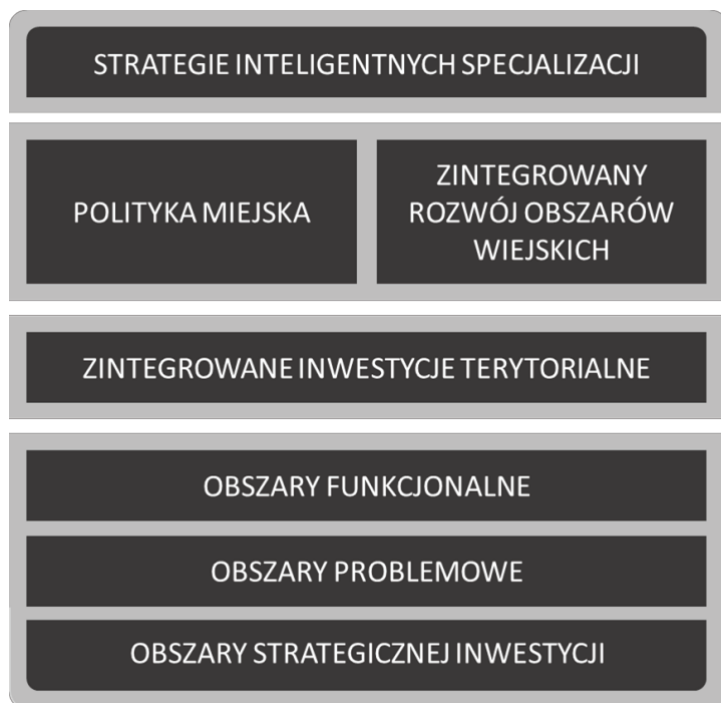 STRATEGIE INTELIGENTNYCH SPECJALIZACJI
POLITYKA MIEJSKA
ZINTEGROWANY
ROZWÓJ OBSZARÓW
WIEJSKICH
ZINTEGROWANE INWESTYCJE TERYTORIALNE
OBSZARY FUNKCJONALNE
OBSZARY PROBLEMOWE
OBSZARY STRATEGICZNEJ INWESTYCJI